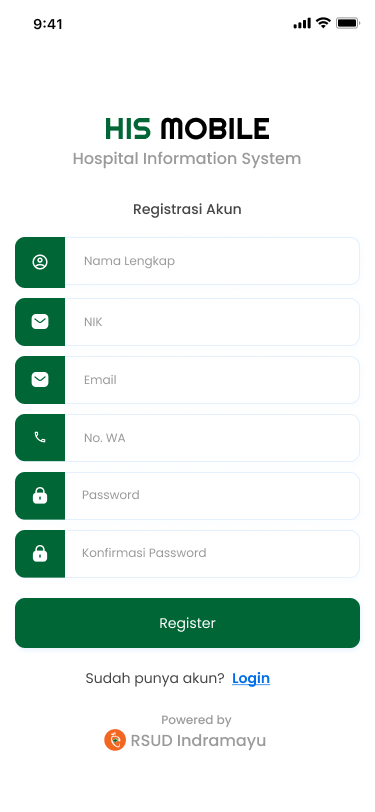 9:41
HIS MOBILE
Hospital Information System
Registrasi Akun
Nama Lengkap
NIK
Email
No. WA
Password
Konfirmasi Password
Register
Sudah punya akun? Login
Powered by
RSUD Indramayu